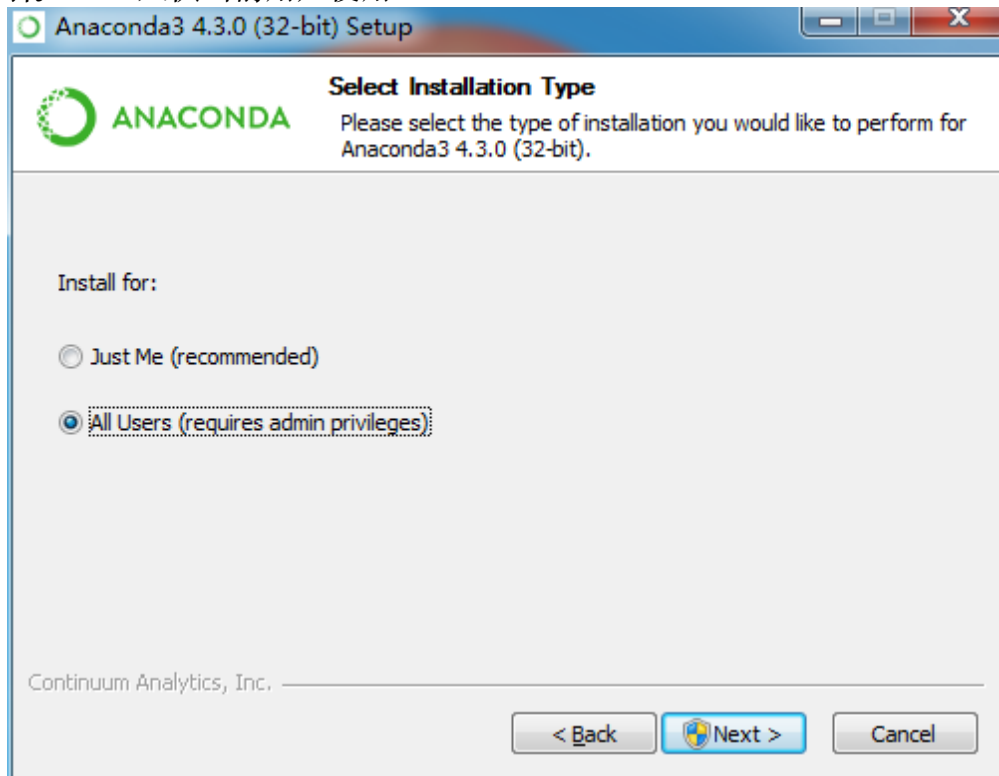 Anaconda3 4.3.0 (32-bit) Setup
ANACONDA
Select Installation Type
Please select the type of installation you would like to perform for
Anaconda3 4.3.0 (32-bit).
Install for:
Just Me (recommended)
All Users (requires admin privileges)
Continuum Analytics, Inc.
< Back
Next >
Cancel